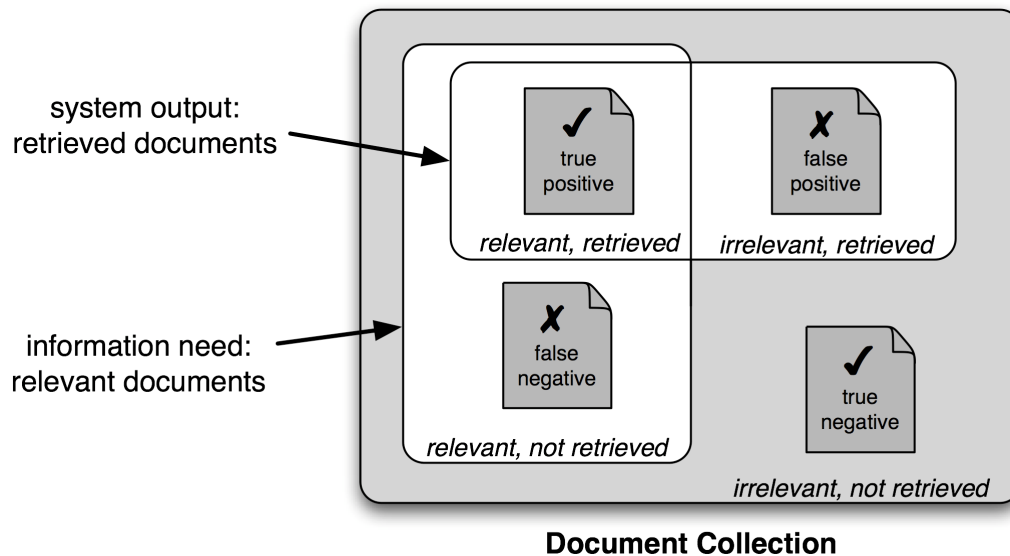 system output:
retrieved documents
✔
true
positive
✗
false
positive
relevant, retrieved
irrelevant, retrieved
information need:
relevant documents
✗
false
negative
✔
true
negative
relevant, not retrieved
irrelevant, not retrieved
Document Collection